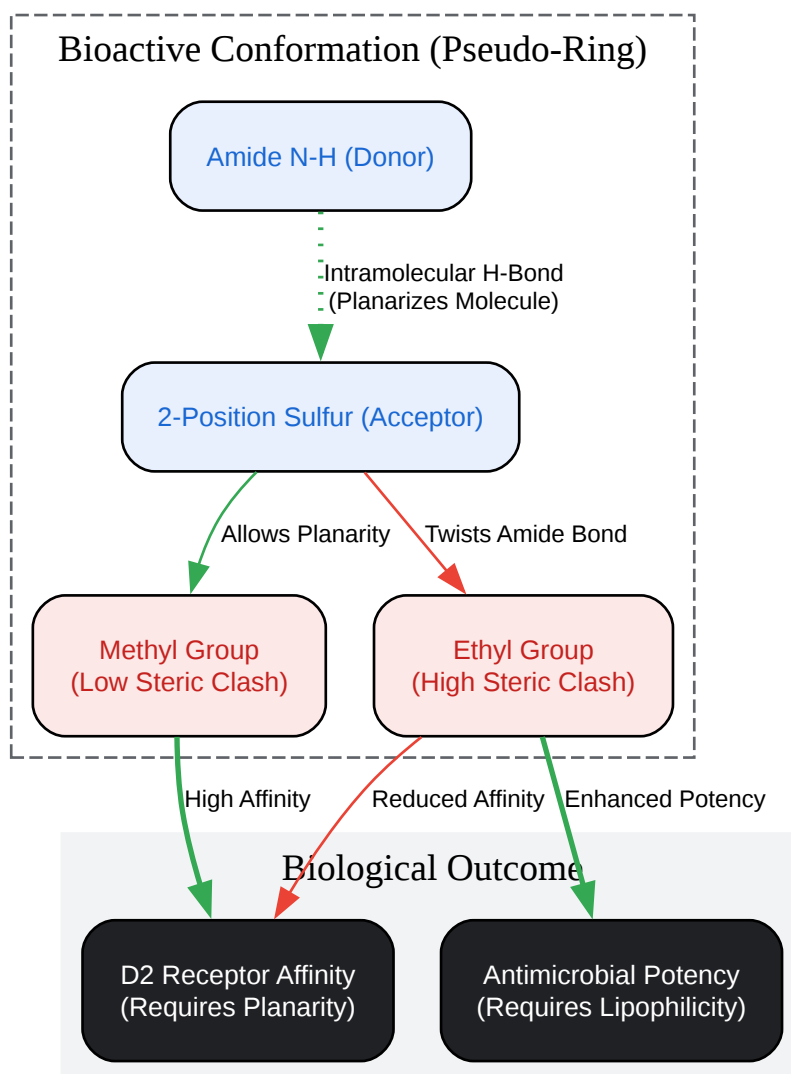 Bioactive Conformation (Pseudo-Ring)
Amide N-H (Donor)
Intramolecular H-Bond
(Planarizes Molecule)
2-Position Sulfur (Acceptor)
Allows Planarity
Twists Amide Bond
Methyl Group
(Low Steric Clash)
Ethyl Group
(High Steric Clash)
High Affinity
Reduced Affinity
Enhanced Potency
Biological Outcome
D2 Receptor Affinity
(Requires Planarity)
Antimicrobial Potency
(Requires Lipophilicity)